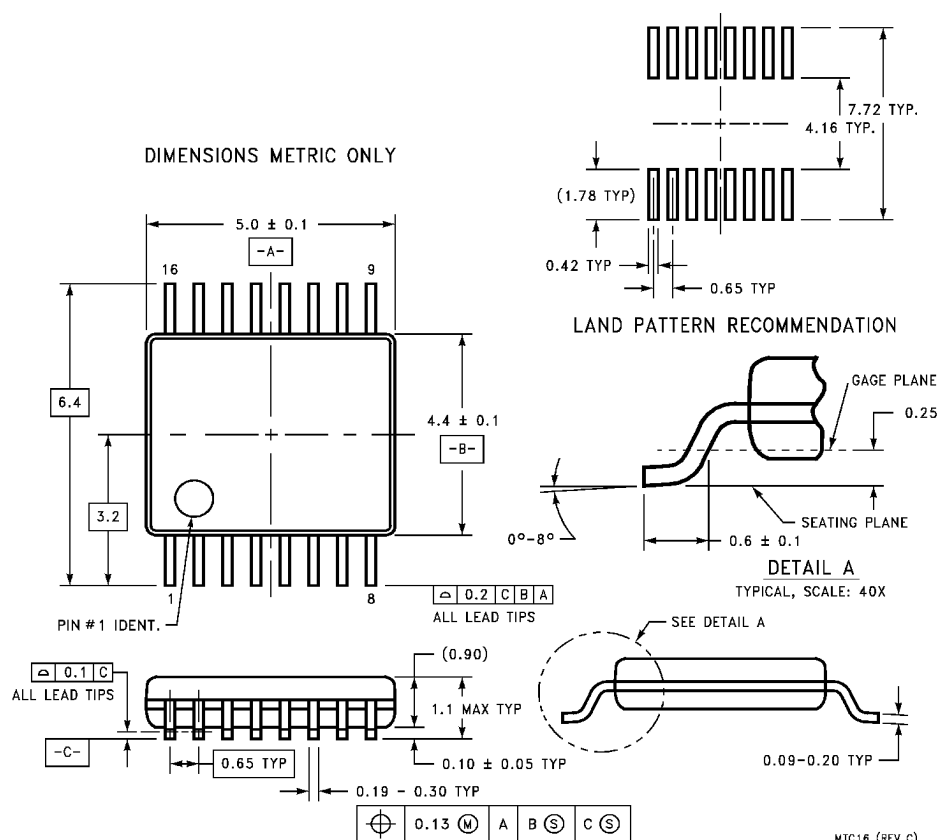 7.72 TYP.
4.16 TYP.
DIMENSIONS METRIC ONLY
(1.78 TYP)
5.0 ± 0.1
-A-
0.42 TYP
0.65 TYP
16
9
LAND PATTERN RECOMMENDATION
GAGE PLANE
0.25
6.4
4.4 ± 0.1
-B-
3.2
SEATING PLANE
0°-8°
0.6 ± 0.1
DETAIL A
TYPICAL, SCALE: 40X
1
8
⌓ 0.2 C B A
ALL LEAD TIPS
PIN #1 IDENT.
SEE DETAIL A
(0.90)
⌓ 0.1 C
ALL LEAD TIPS
1.1 MAX TYP
-C-
0.65 TYP
0.10 ± 0.05 TYP
0.09-0.20 TYP
0.19 - 0.30 TYP
⌖ 0.13 Ⓜ A B Ⓢ C Ⓢ
MTC16 (REV C)